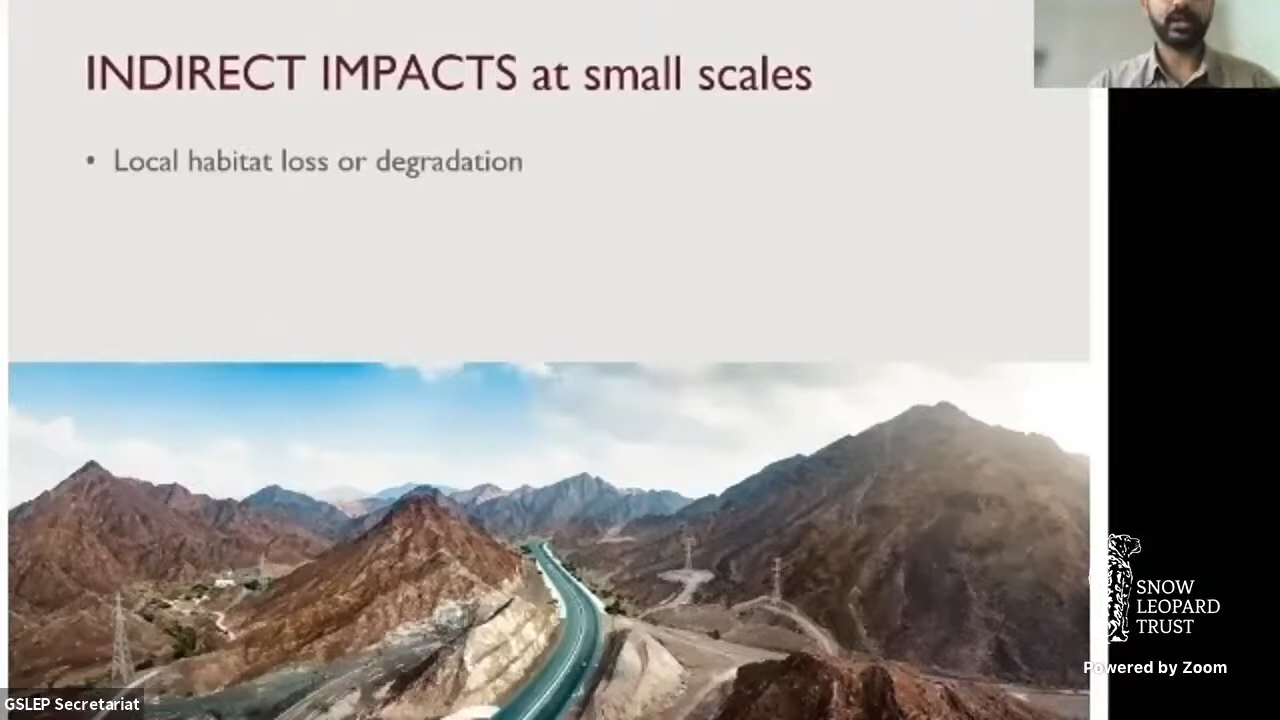 INDIRECT IMPACTS at small scales
• Local habitat loss or degradation
SNOW
LEOPARD
TRUST
Powered by Zoom
GSLEP Secretariat